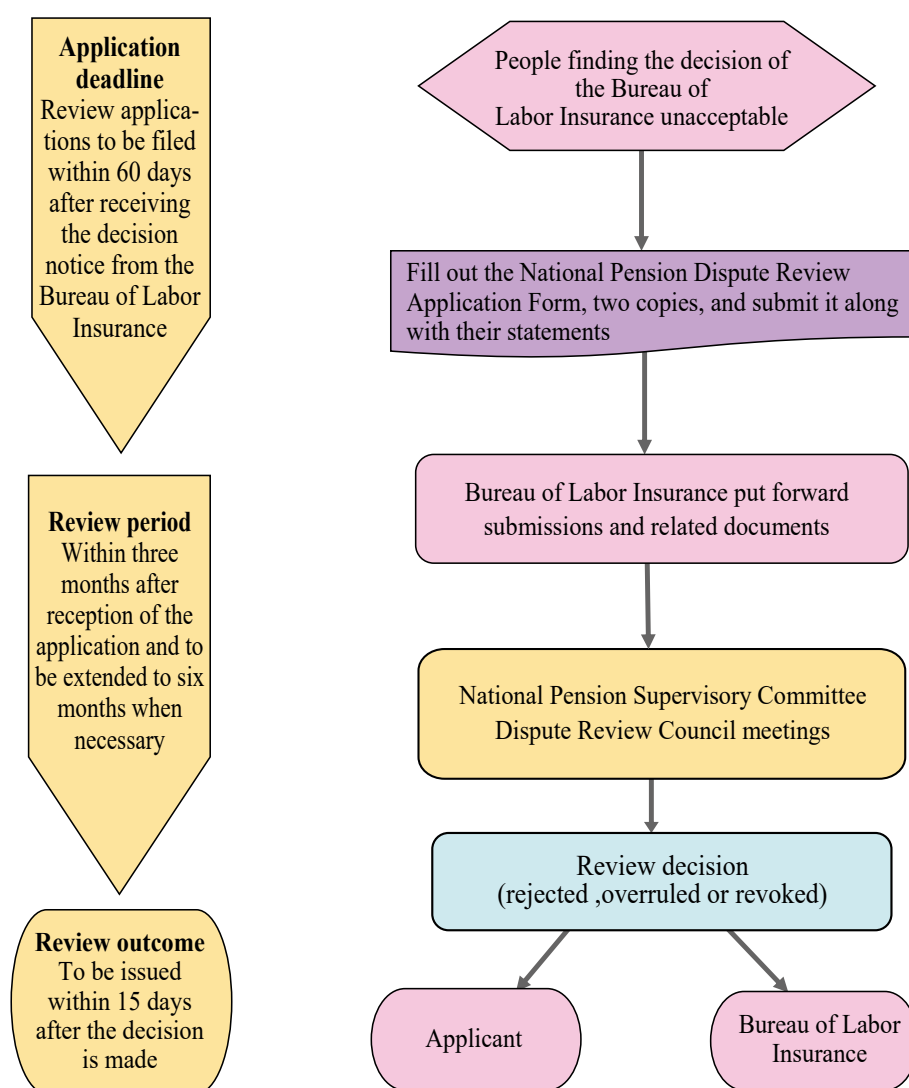 Application
deadline
Review applica-
tions to be filed
within 60 days
after receiving
the decision
notice from the
Bureau of Labor
Insurance
Review period
Within three
months after
reception of the
application and to
be extended to six
months when
necessary
Review outcome
To be issued
within 15 days
after the decision
is made
People finding the decision of
the Bureau of
Labor Insurance unacceptable
Fill out the National Pension Dispute Review
Application Form, two copies, and submit it along
with their statements
Bureau of Labor Insurance put forward
submissions and related documents
National Pension Supervisory Committee
Dispute Review Council meetings
Review decision
(rejected ,overruled or revoked)
Applicant
Bureau of Labor
Insurance